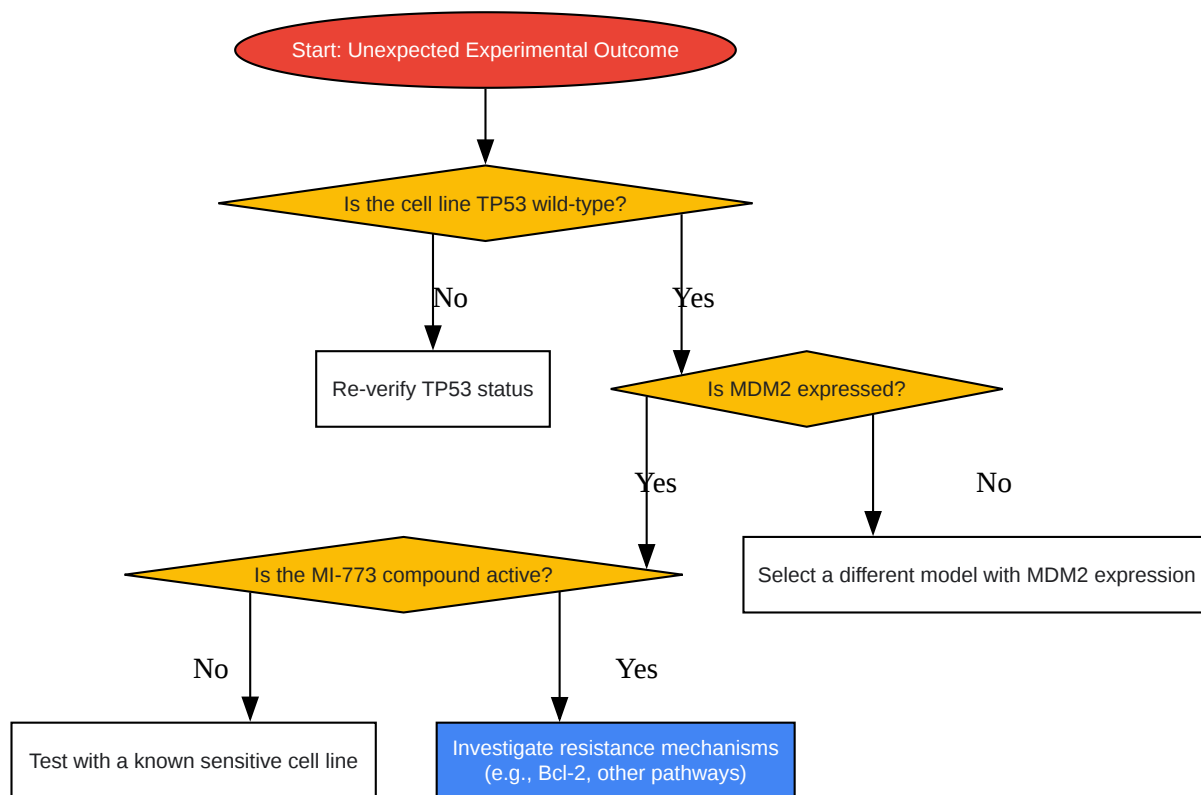 Start: Unexpected Experimental Outcome
Is the cell line TP53 wild-type?
No
Yes
Re-verify TP53 status
Is MDM2 expressed?
Yes
No
Is the MI-773 compound active?
Select a different model with MDM2 expression
No
Yes
Test with a known sensitive cell line
Investigate resistance mechanisms
(e.g., Bcl-2, other pathways)